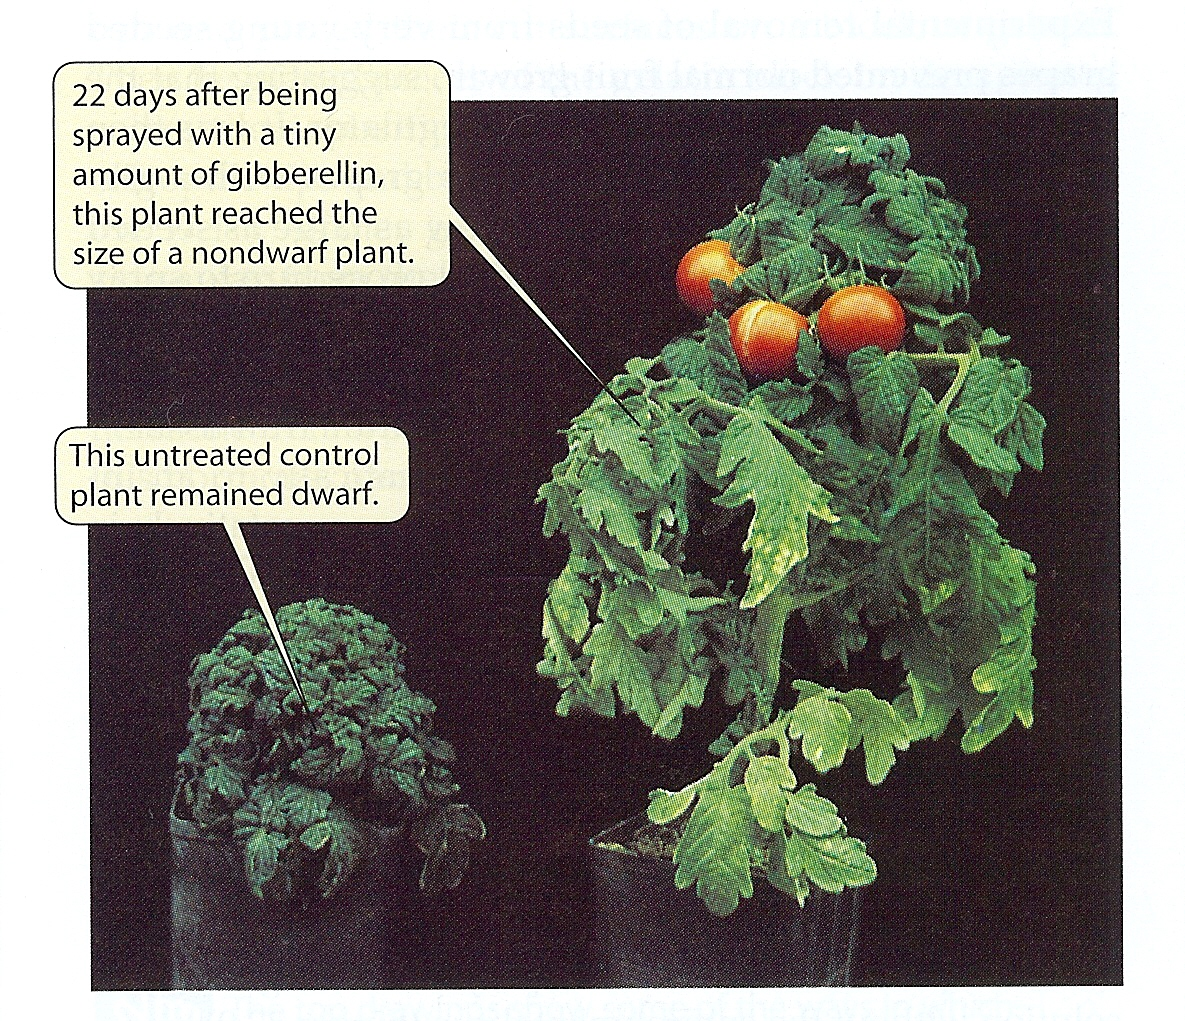 22 days after being
sprayed with a tiny
amount of gibberellin,
this plant reached the
size of a nondwarf plant.
This untreated control
plant remained dwarf.